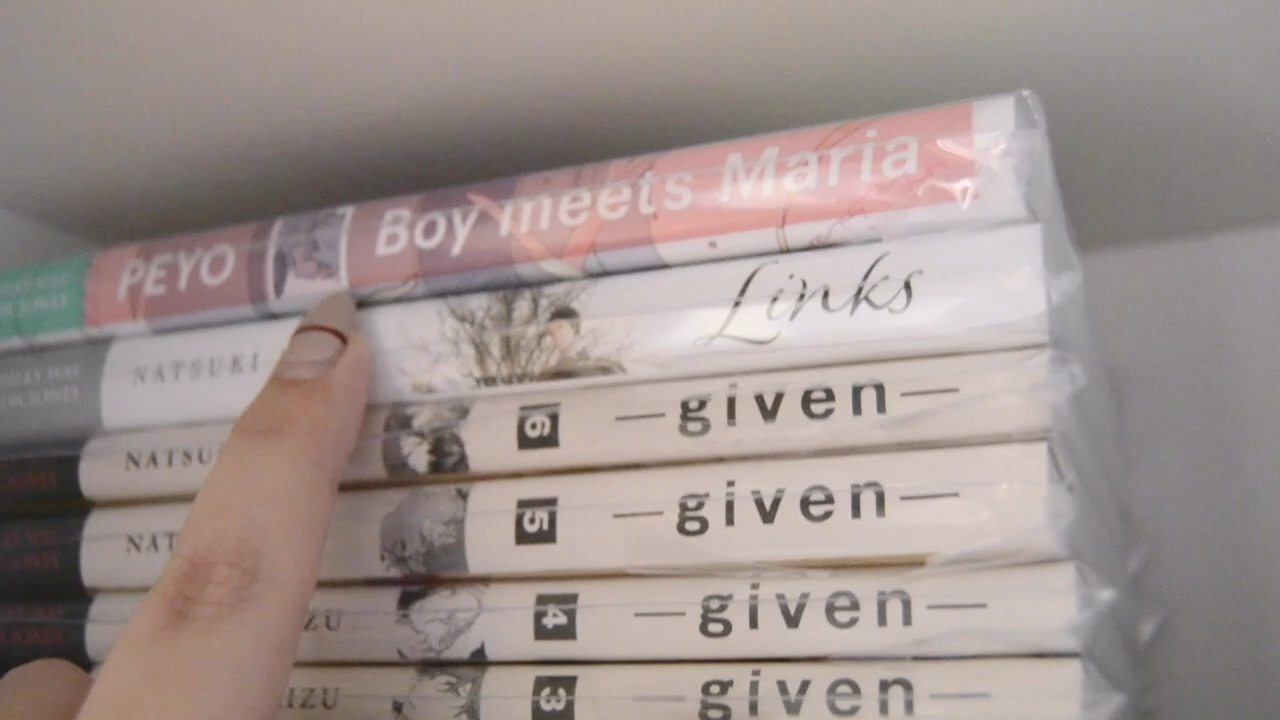 PEYO Boy meets Maria
NATSUKI Links
NATSU 6 —given—
NAT 5 —given—
ZU 4 —given—
IZU 3 —given—